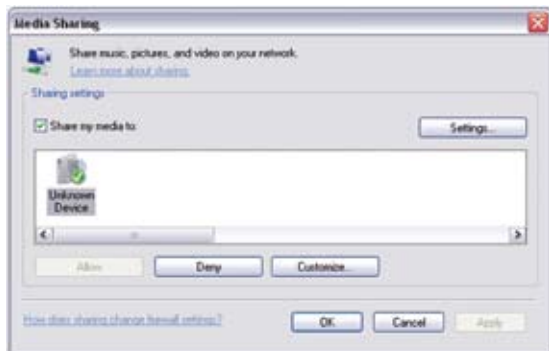 Media Sharing
Share music, pictures, and video on your network.
Learn more about sharing.
Sharing settings
Share my media to:
Settings...
Unknown
Device
Allow
Deny
Customize...
How does sharing change firewall settings?
OK
Cancel
Apply